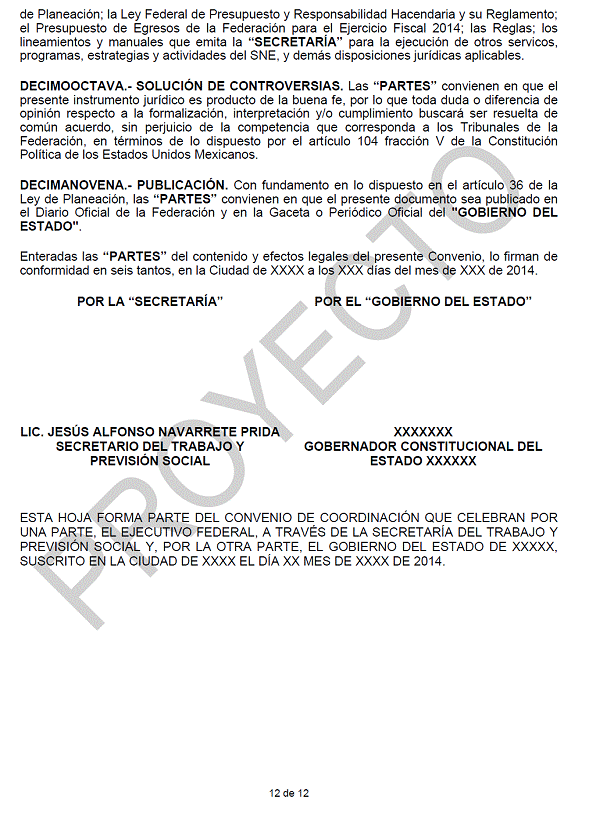 de Planeación; la Ley Federal de Presupuesto y Responsabilidad Hacendaria y su Reglamento;
el Presupuesto de Egresos de la Federación para el Ejercicio Fiscal 2014; las Reglas; los
lineamientos y manuales que emita la “SECRETARÍA” para la ejecución de otros servicios,
programas, estrategias y actividades del SNE, y demás disposiciones jurídicas aplicables.
DECIMOOCTAVA.- SOLUCIÓN DE CONTROVERSIAS. Las “PARTES” convienen en que el
presente instrumento jurídico es producto de la buena fe, por lo que toda duda o diferencia de
opinión respecto a la formalización, interpretación y/o cumplimiento buscará ser resuelta de
común acuerdo, sin perjuicio de la competencia que corresponda a los Tribunales de la
Federación, en términos de lo dispuesto por el artículo 104 fracción V de la Constitución
Política de los Estados Unidos Mexicanos.
DECIMANOVENA.- PUBLICACIÓN. Con fundamento en lo dispuesto en el artículo 36 de la
Ley de Planeación, las “PARTES” convienen en que el presente documento sea publicado en
el Diario Oficial de la Federación y en la Gaceta o Periódico Oficial del "GOBIERNO DEL
ESTADO".
Enteradas las “PARTES” del contenido y efectos legales del presente Convenio, lo firman de
conformidad en seis tantos, en la Ciudad de XXXX a los XXX días del mes de XXX de 2014.
POR LA “SECRETARÍA”
POR EL “GOBIERNO DEL ESTADO”
LIC. JESÚS ALFONSO NAVARRETE PRIDA
SECRETARIO DEL TRABAJO Y
PREVISIÓN SOCIAL
XXXXXXX
GOBERNADOR CONSTITUCIONAL DEL
ESTADO XXXXXX
ESTA HOJA FORMA PARTE DEL CONVENIO DE COORDINACIÓN QUE CELEBRAN POR
UNA PARTE, EL EJECUTIVO FEDERAL, A TRAVÉS DE LA SECRETARÍA DEL TRABAJO Y
PREVISIÓN SOCIAL Y, POR LA OTRA PARTE, EL GOBIERNO DEL ESTADO DE XXXXX,
SUSCRITO EN LA CIUDAD DE XXXX EL DÍA XX MES DE XXXX DE 2014.
PROYECTO
12 de 12